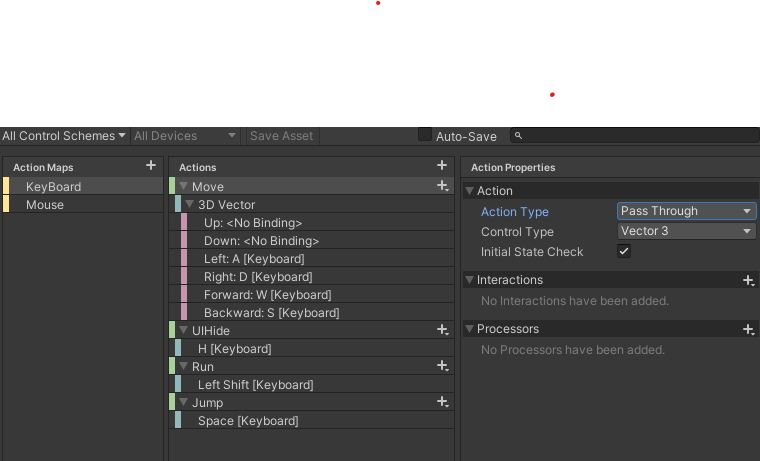 All Control Schemes All Devices Save Asset Auto-Save
Action Maps
KeyBoard
Mouse
Actions
Move
3D Vector
Up: <No Binding>
Down: <No Binding>
Left: A [Keyboard]
Right: D [Keyboard]
Forward: W [Keyboard]
Backward: S [Keyboard]
UIHide
H [Keyboard]
Run
Left Shift [Keyboard]
Jump
Space [Keyboard]
Action Properties
Action
Action Type Pass Through
Control Type Vector 3
Initial State Check
Interactions
No Interactions have been added.
Processors
No Processors have been added.